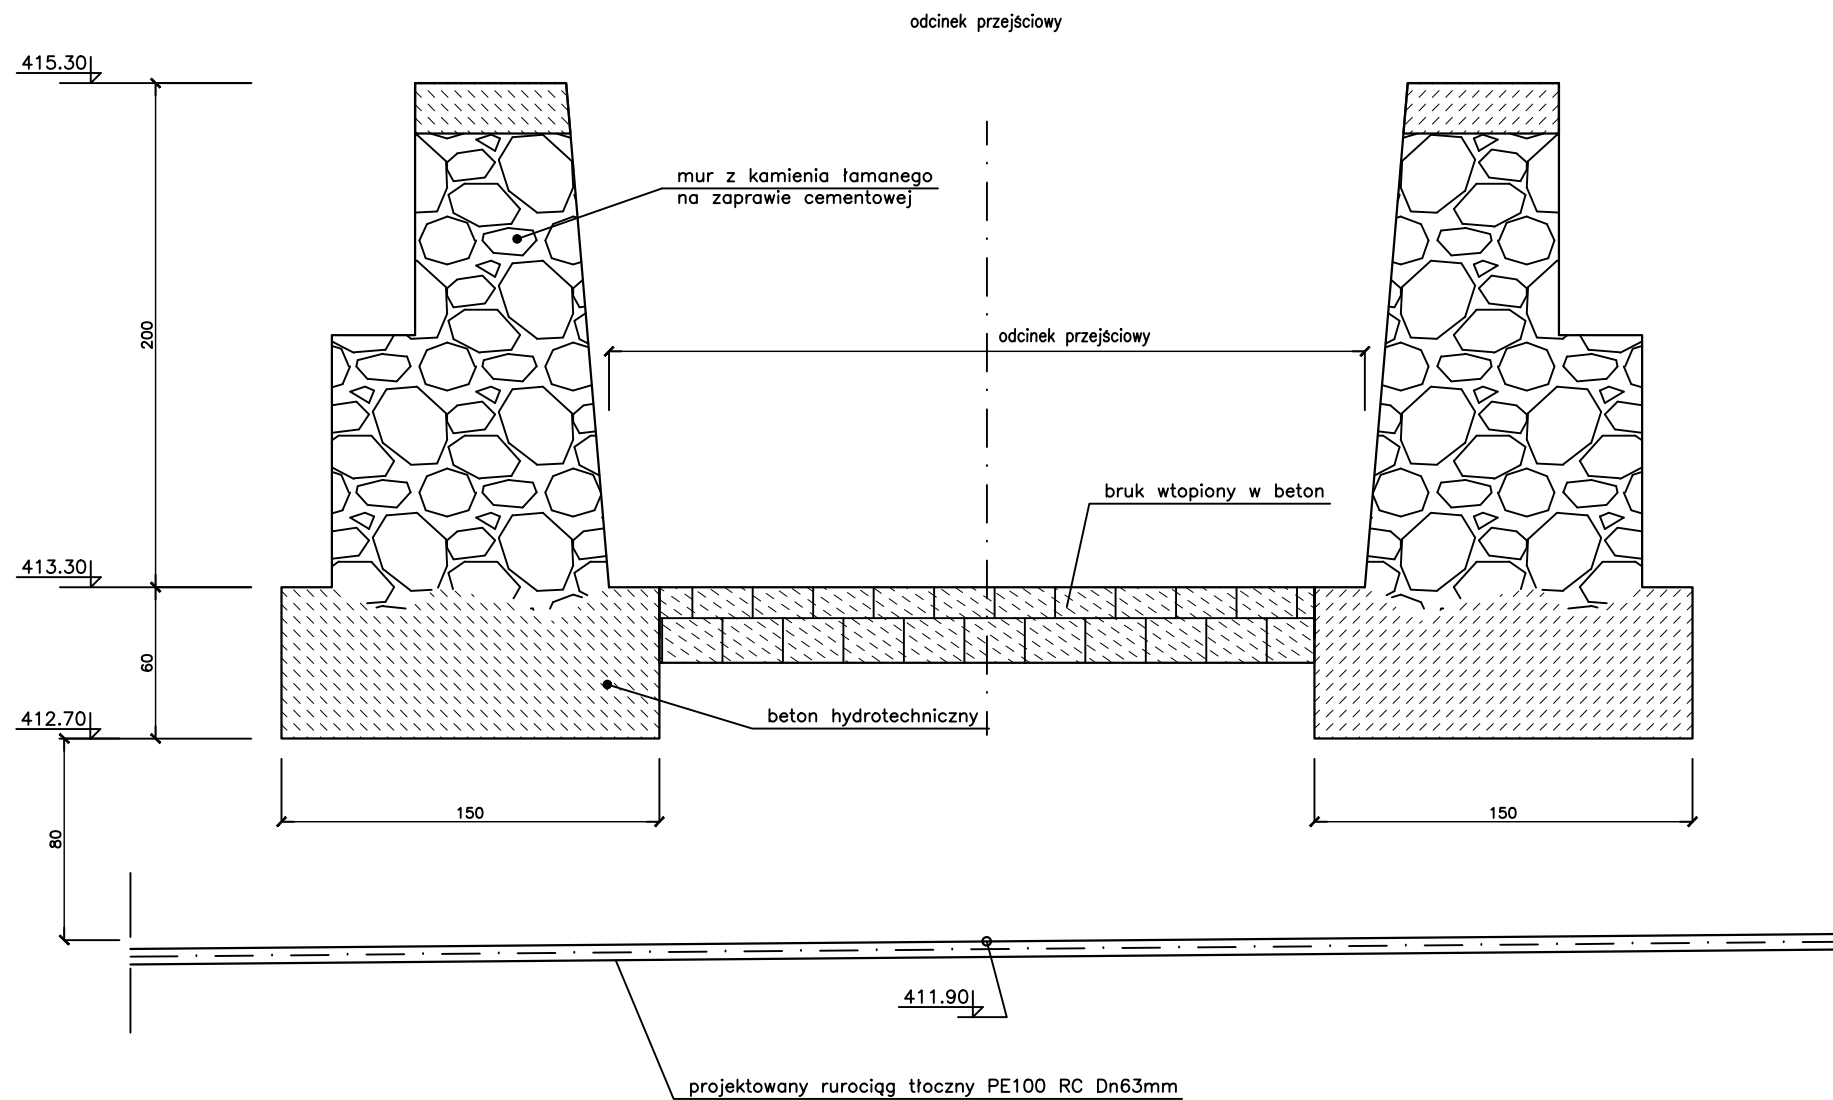 odcinek przejściowy
415.30
mur z kamienia łamanego
na zaprawie cementowej
200
odcinek przejściowy
bruk wtopiony w beton
413.30
60
412.70
beton hydrotechniczny
150
150
80
411.90
projektowany rurociąg tłoczny PE100 RC Dn63mm